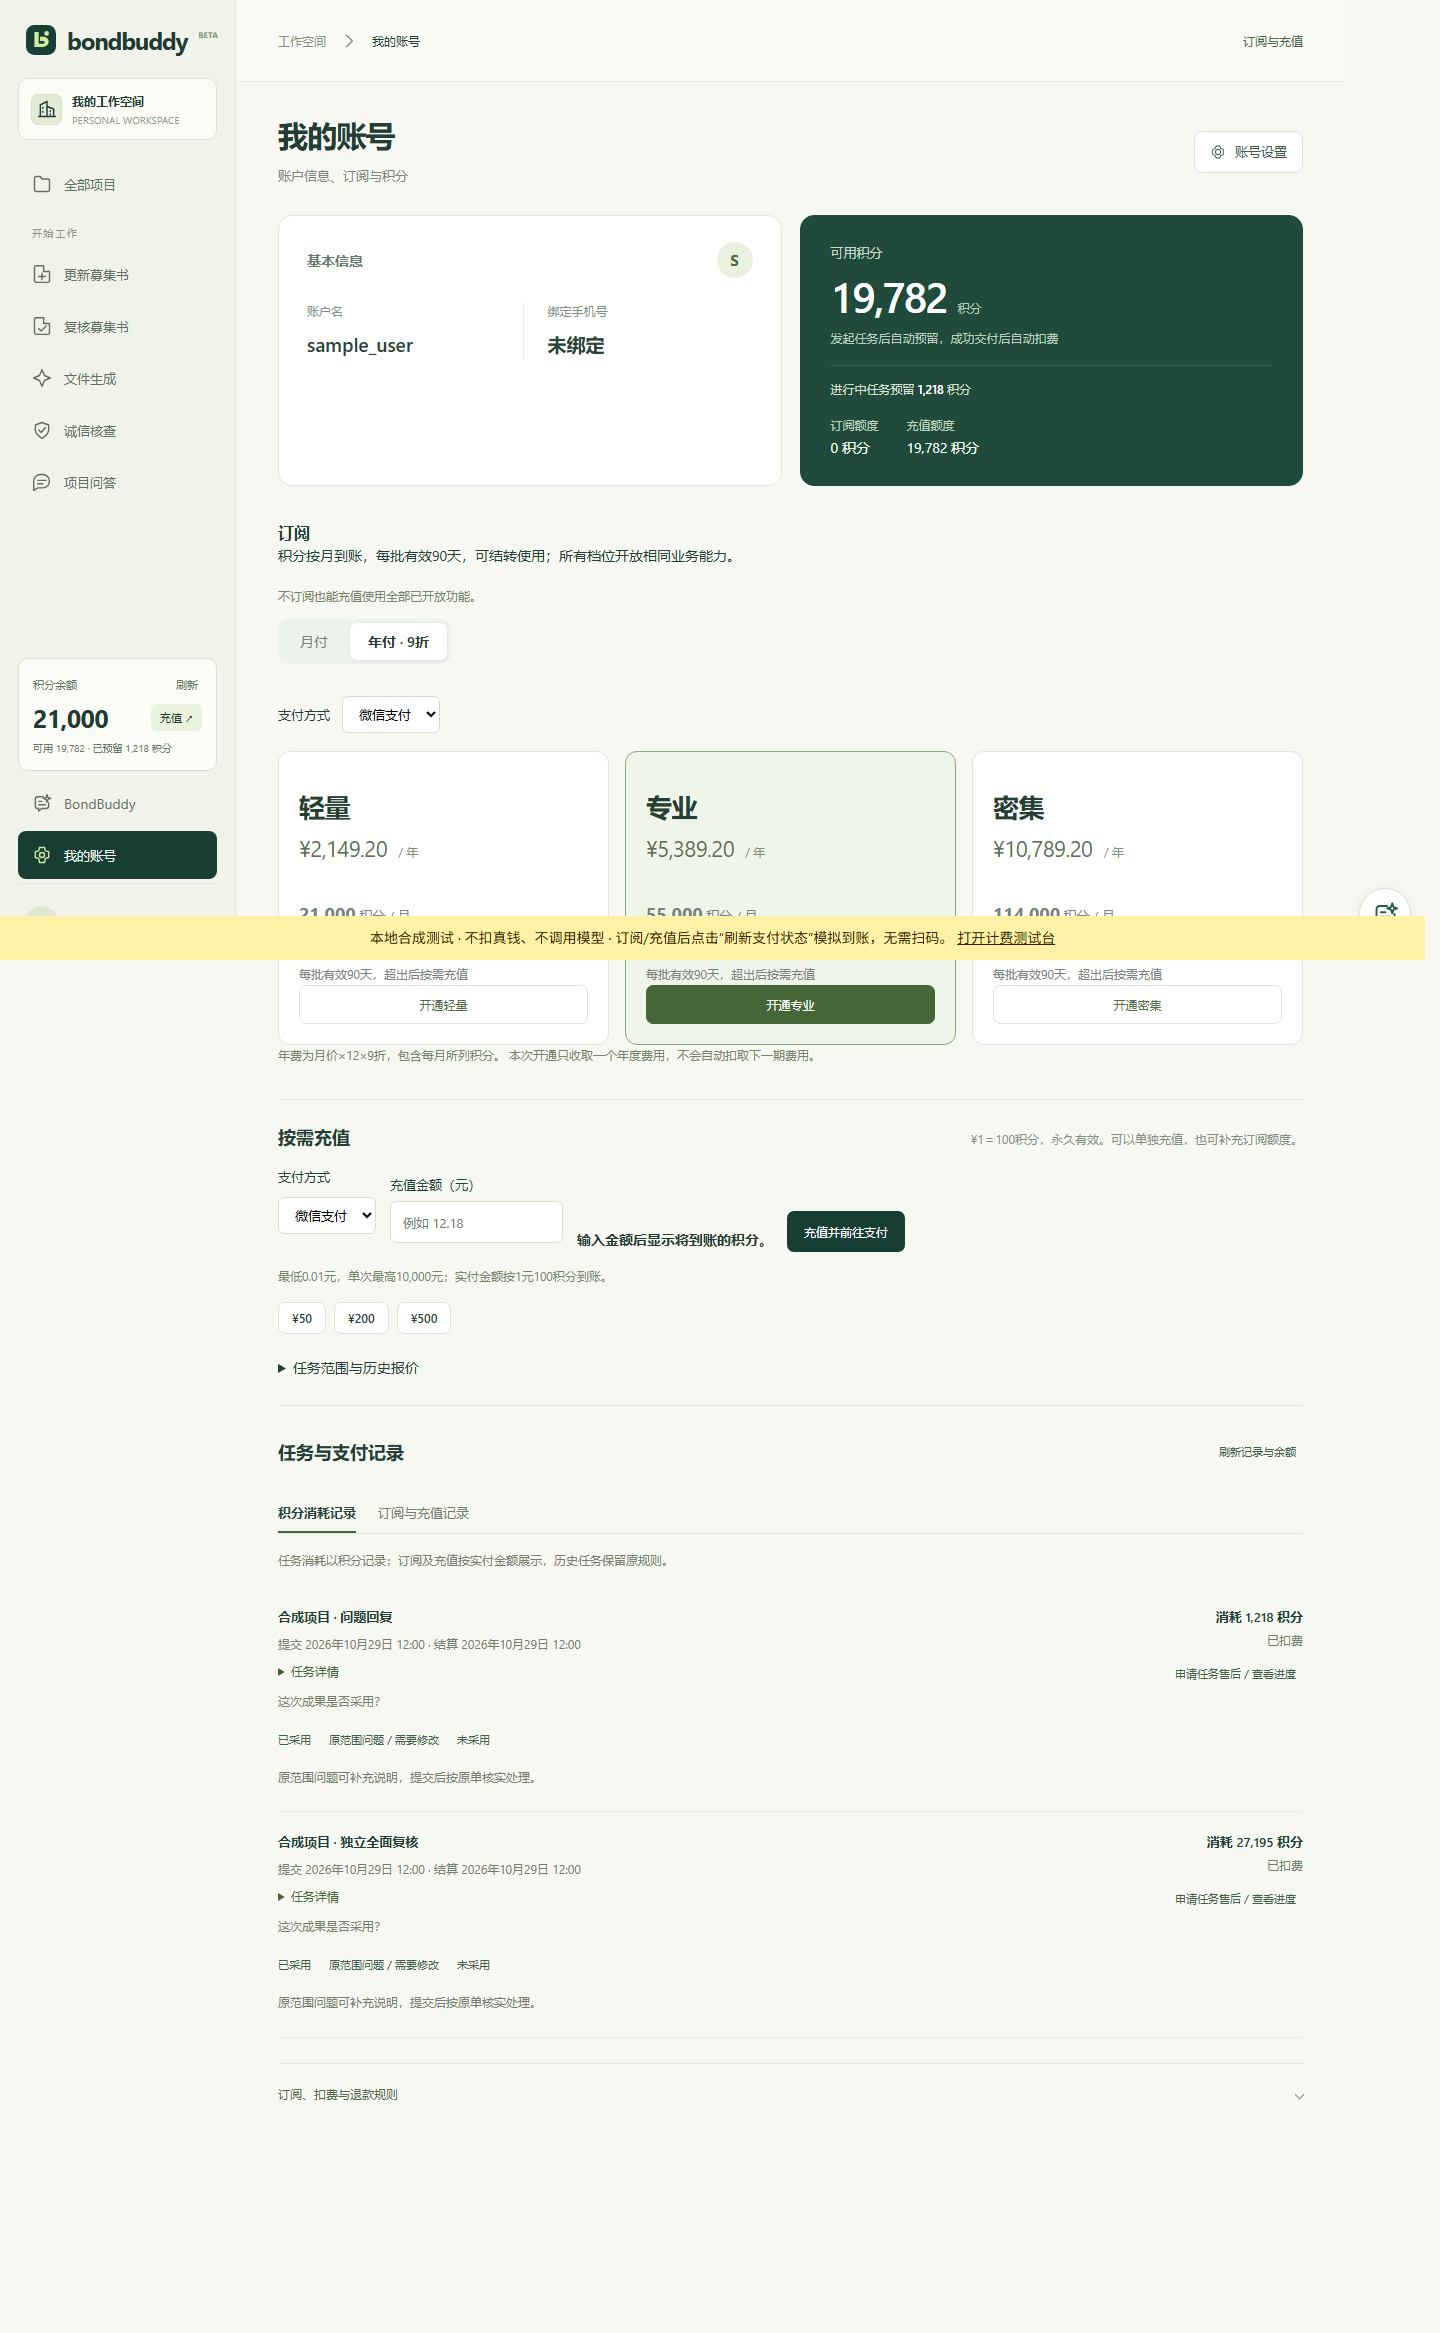 bondbuddy BETA
我的工作空间
PERSONAL WORKSPACE
全部项目
开始工作
更新募集书
复核募集书
文件生成
诚信核查
项目问答
积分余额 刷新
21,000 充值 ↗
可用 19,782 · 已预留 1,218 积分
BondBuddy
我的账号
工作空间 > 我的账号 订阅与充值
我的账号
账户信息、订阅与积分
账号设置
基本信息 S
账户名 绑定手机号
sample_user 未绑定
可用积分
19,782 积分
发起任务后自动预留，成功交付后自动扣费
进行中任务预留 1,218 积分
订阅额度 充值额度
0 积分 19,782 积分
订阅
积分按月到账，每批有效90天，可结转使用；所有档位开放相同业务能力。
不订阅也能充值使用全部已开放功能。
月付 年付 · 9折
支付方式 微信支付
轻量 专业 密集
¥2,149.20 / 年 ¥5,389.20 / 年 ¥10,789.20 / 年
21,000 积分 / 月 55,000 积分 / 月 114,000 积分 / 月
本地合成测试 · 不扣真钱、不调用模型 · 订阅/充值后点击“刷新支付状态”模拟到账，无需扫码。 打开计费测试台
每批有效90天，超出后按需充值 每批有效90天，超出后按需充值 每批有效90天，超出后按需充值
开通轻量 开通专业 开通密集
年费为月价×12×9折，包含每月所列积分。 本次开通只收取一个年度费用，不会自动扣取下一期费用。
按需充值 ¥1 = 100积分，永久有效。可以单独充值，也可补充订阅额度。
支付方式 充值金额（元）
微信支付 例如 12.18 输入金额后显示将到账的积分。 充值并前往支付
最低0.01元，单次最高10,000元；实付金额按1元100积分到账。
¥50 ¥200 ¥500
任务范围与历史报价
任务与支付记录 刷新记录与余额
积分消耗记录 订阅与充值记录
任务消耗以积分记录；订阅及充值按实付金额展示，历史任务保留原规则。
合成项目 · 问题回复 消耗 1,218 积分
提交 2026年10月29日 12:00 · 结算 2026年10月29日 12:00 已扣费
任务详情 申请任务售后 / 查看进度
这次成果是否采用？
已采用 原范围问题 / 需要修改 未采用
原范围问题可补充说明，提交后按原单核实处理。
合成项目 · 独立全面复核 消耗 27,195 积分
提交 2026年10月29日 12:00 · 结算 2026年10月29日 12:00 已扣费
任务详情 申请任务售后 / 查看进度
这次成果是否采用？
已采用 原范围问题 / 需要修改 未采用
原范围问题可补充说明，提交后按原单核实处理。
订阅、扣费与退款规则